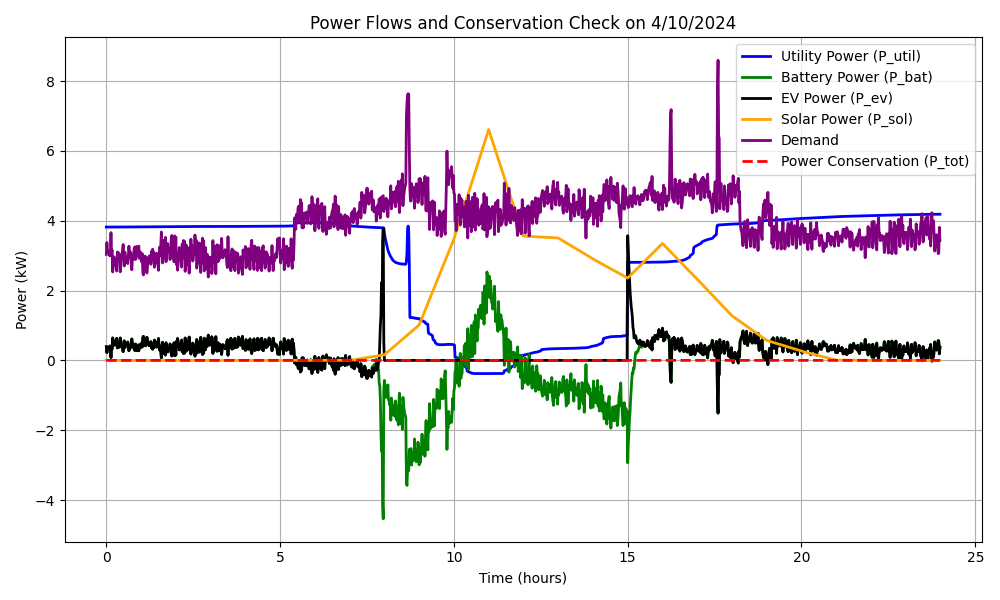 Power Flows and Conservation Check on 4/10/2024
Utility Power (P_util)
Battery Power (P_bat)
EV Power (P_ev)
Solar Power (P_sol)
Demand
Power Conservation (P_tot)
Power (kW)
8
6
4
2
0
−2
−4
0 5 10 15 20 25
Time (hours)